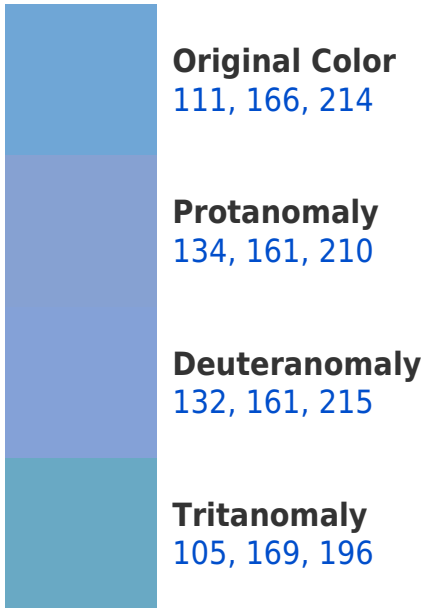 Original Color
111, 166, 214
Protanomaly
134, 161, 210
Deuteranomaly
132, 161, 215
Tritanomaly
105, 169, 196